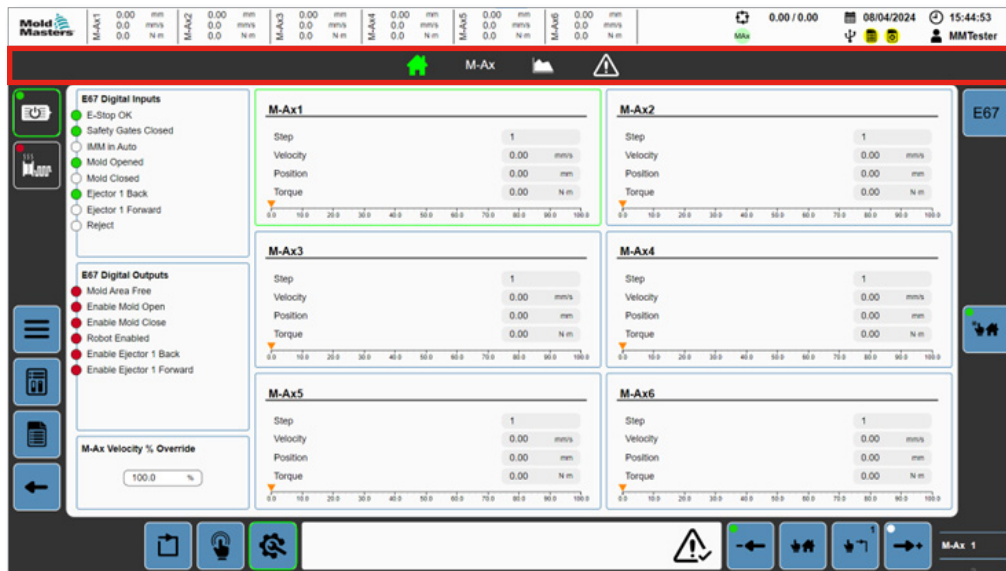 Mold-Masters
M-Ax1 0.00 mm 0.0 mm/s 0.0 N·m
M-Ax2 0.00 mm 0.0 mm/s 0.0 N·m
M-Ax3 0.00 mm 0.0 mm/s 0.0 N·m
M-Ax4 0.00 mm 0.0 mm/s 0.0 N·m
M-Ax5 0.00 mm 0.0 mm/s 0.0 N·m
M-Ax6 0.00 mm 0.0 mm/s 0.0 N·m
MAx
0.00 / 0.00
08/04/2024 15:44:53
MMTester
M-Ax
E67 Digital Inputs
E-Stop OK
Safety Gates Closed
IMM in Auto
Mold Opened
Mold Closed
Ejector 1 Back
Ejector 1 Forward
Reject
E67 Digital Outputs
Mold Area Free
Enable Mold Open
Enable Mold Close
Robot Enabled
Enable Ejector 1 Back
Enable Ejector 1 Forward
M-Ax Velocity % Override
100.0 %
M-Ax1
Step 1
Velocity 0.00 mm/s
Position 0.00 mm
Torque 0.00 N·m
0.0 10.0 20.0 30.0 40.0 50.0 60.0 70.0 80.0 90.0 100.0
M-Ax2
Step 1
Velocity 0.00 mm/s
Position 0.00 mm
Torque 0.00 N·m
0.0 10.0 20.0 30.0 40.0 50.0 60.0 70.0 80.0 90.0 100.0
M-Ax3
Step 1
Velocity 0.00 mm/s
Position 0.00 mm
Torque 0.00 N·m
0.0 10.0 20.0 30.0 40.0 50.0 60.0 70.0 80.0 90.0 100.0
M-Ax4
Step 1
Velocity 0.00 mm/s
Position 0.00 mm
Torque 0.00 N·m
0.0 10.0 20.0 30.0 40.0 50.0 60.0 70.0 80.0 90.0 100.0
M-Ax5
Step 1
Velocity 0.00 mm/s
Position 0.00 mm
Torque 0.00 N·m
0.0 10.0 20.0 30.0 40.0 50.0 60.0 70.0 80.0 90.0 100.0
M-Ax6
Step 1
Velocity 0.00 mm/s
Position 0.00 mm
Torque 0.00 N·m
0.0 10.0 20.0 30.0 40.0 50.0 60.0 70.0 80.0 90.0 100.0
E67
1
M-Ax 1